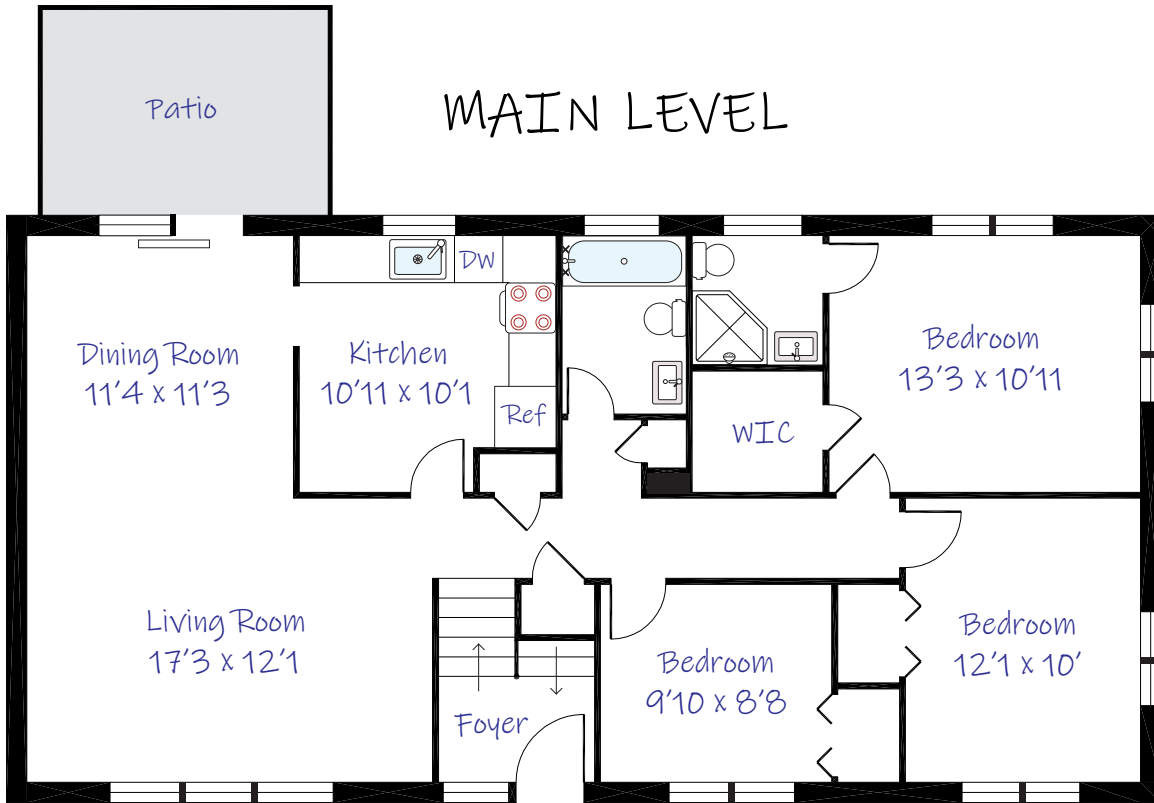 Patio
MAIN LEVEL
DW
Dining Room
11'4 x 11'3
Kitchen
10'11 x 10'1
Ref
Bedroom
13'3 x 10'11
WIC
Living Room
17'3 x 12'1
Foyer
Bedroom
9'10 x 8'8
Bedroom
12'1 x 10'